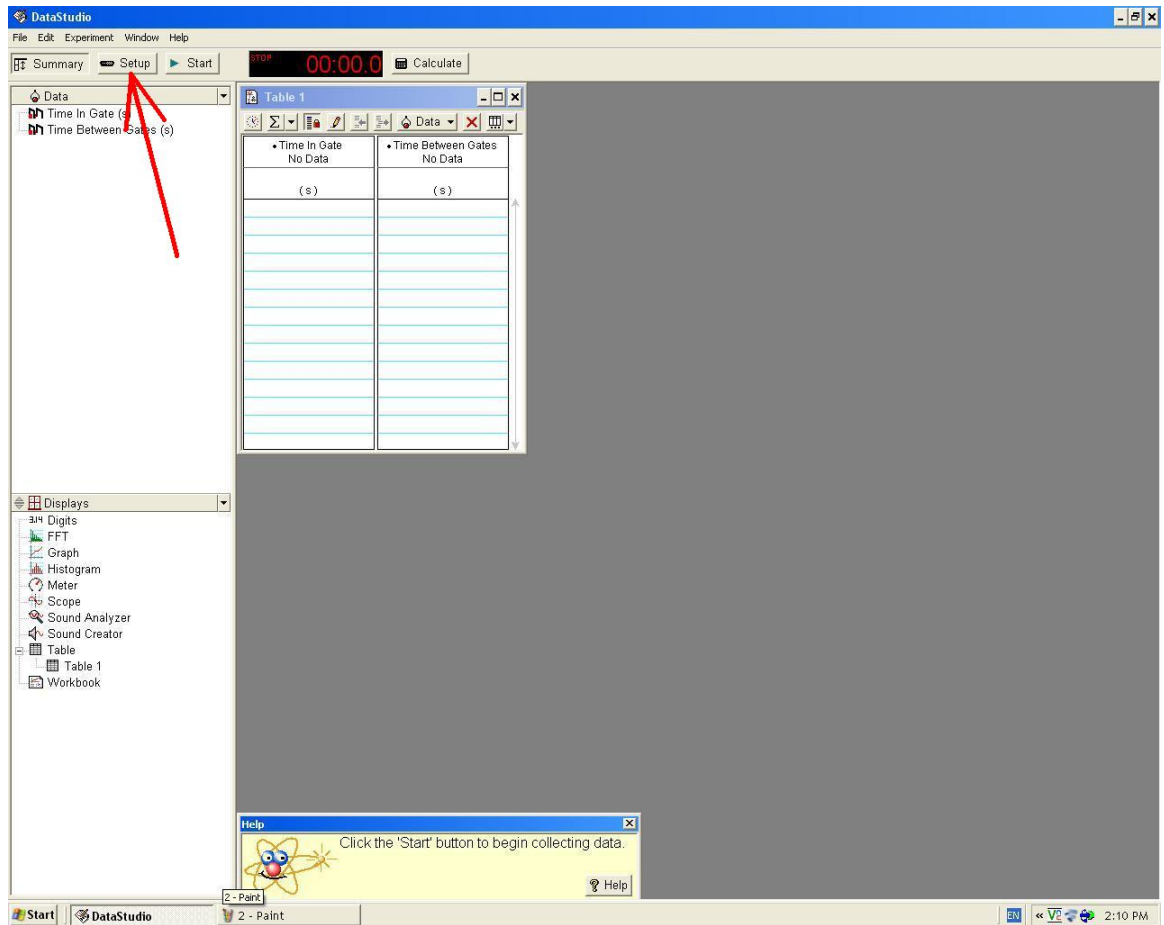 DataStudio
File Edit Experiment Window Help
Summary Setup Start STOP 00:00.0 Calculate
Data
Time In Gate (s)
Time Between Gates (s)
Table 1
Σ Data
Time In Gate
No Data
(s)
Time Between Gates
No Data
(s)
Displays
3.14 Digits
FFT
Graph
Histogram
Meter
Scope
Sound Analyzer
Sound Creator
Table
Table 1
Workbook
Help
Click the 'Start' button to begin collecting data.
? Help
2 - Paint
Start DataStudio 2 - Paint EN « V2 2:10 PM